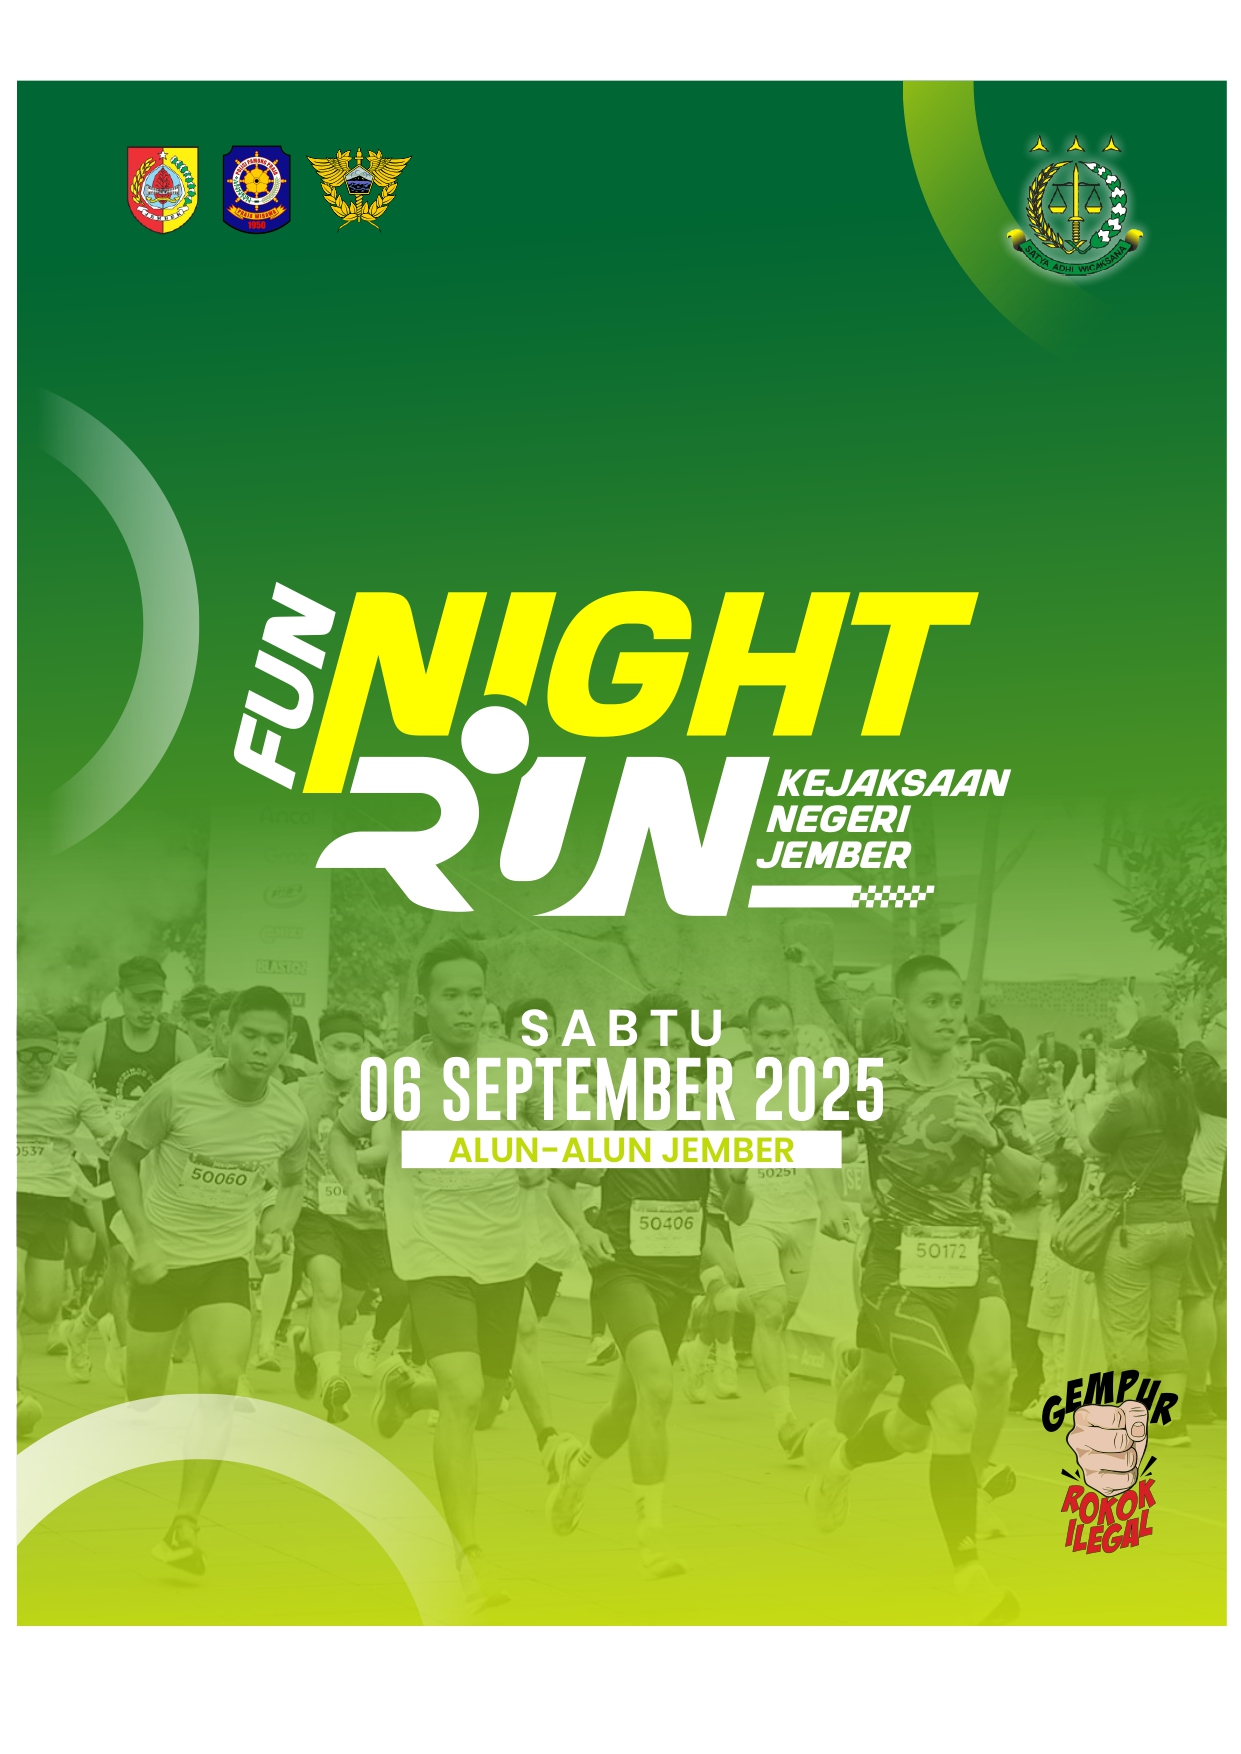 1950
SATYA ADHI WICAKSANA
FUN
NIGHT
RUN
KEJAKSAAN
NEGERI
JEMBER
SABTU
06 SEPTEMBER 2025
ALUN-ALUN JEMBER
50060
50251
50406
50172
GEMPUR
ROKOK
ILEGAL